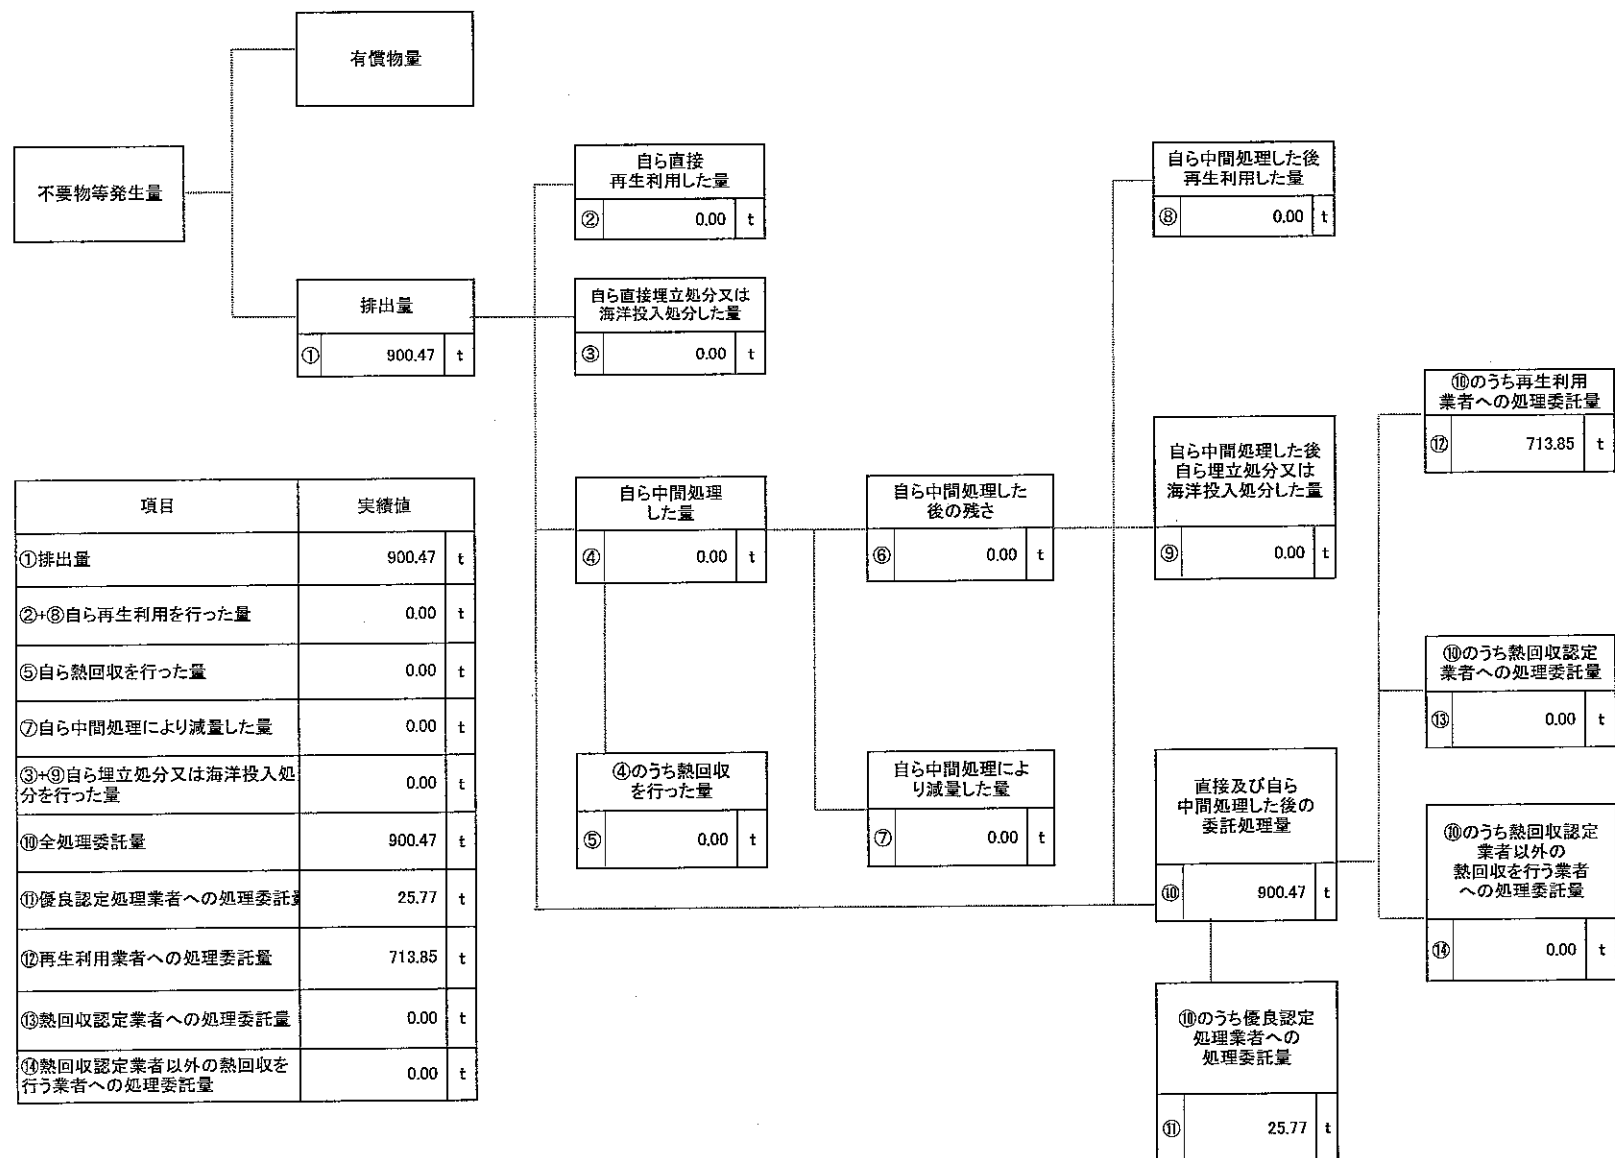 有償物量
不要物等発生量
排出量
① 900.47 t
自ら直接
再生利用した量
② 0.00 t
自ら直接埋立処分又は
海洋投入処分した量
③ 0.00 t
自ら中間処理
した量
④ 0.00 t
④のうち熱回収
を行った量
⑤ 0.00 t
自ら中間処理した
後の残さ
⑥ 0.00 t
自ら中間処理によ
り減量した量
⑦ 0.00 t
自ら中間処理した後
再生利用した量
⑧ 0.00 t
自ら中間処理した後
自ら埋立処分又は
海洋投入処分した量
⑨ 0.00 t
直接及び自ら
中間処理した後の
委託処理量
⑩ 900.47 t
⑩のうち優良認定
処理業者への
処理委託量
⑪ 25.77 t
⑩のうち再生利用
業者への処理委託量
⑫ 713.85 t
⑩のうち熱回収認定
業者への処理委託量
⑬ 0.00 t
⑩のうち熱回収認定
業者以外の
熱回収を行う業者
への処理委託量
⑭ 0.00 t
項目 実績値
①排出量 900.47 t
②+⑧自ら再生利用を行った量 0.00 t
⑤自ら熱回収を行った量 0.00 t
⑦自ら中間処理により減量した量 0.00 t
③+⑨自ら埋立処分又は海洋投入処
分を行った量 0.00 t
⑩全処理委託量 900.47 t
⑪優良認定処理業者への処理委託量 25.77 t
⑫再生利用業者への処理委託量 713.85 t
⑬熱回収認定業者への処理委託量 0.00 t
⑭熱回収認定業者以外の熱回収を
行う業者への処理委託量 0.00 t